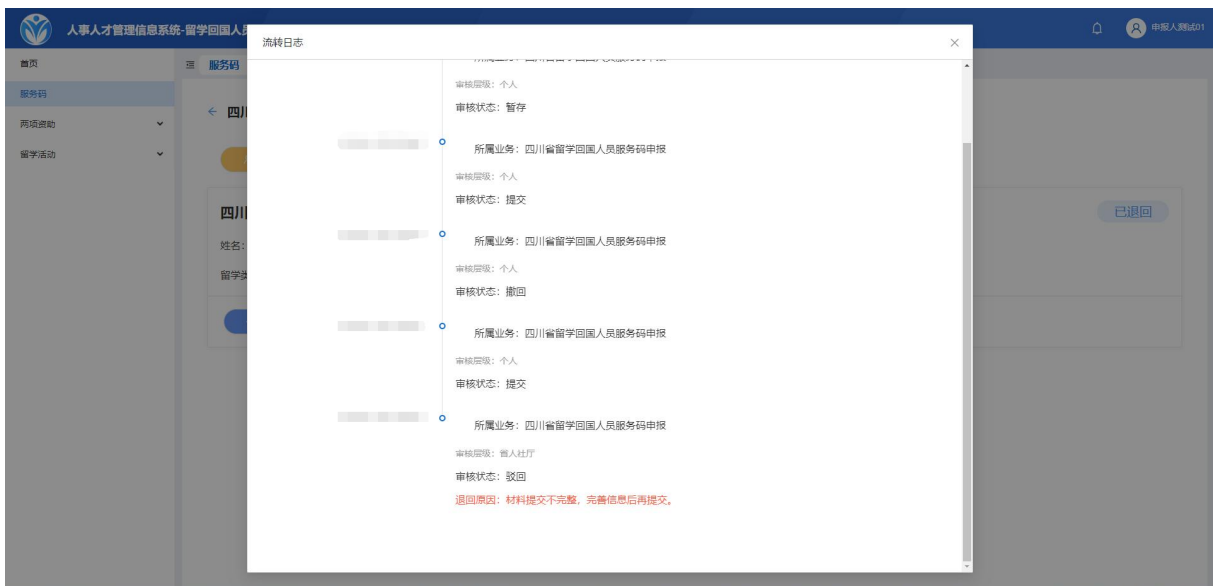 人事人才管理信息系统-留学回国人员
流转日志
申报人测试01
首页
服务码
服务码
两项资助
留学活动
四川
审核层级：个人
审核状态：暂存
所属业务：四川省留学回国人员服务码申报
审核层级：个人
审核状态：提交
四川
已退回
所属业务：四川省留学回国人员服务码申报
姓名：
审核层级：个人
留学类
审核状态：撤回
所属业务：四川省留学回国人员服务码申报
审核层级：个人
审核状态：提交
所属业务：四川省留学回国人员服务码申报
审核层级：省人社厅
审核状态：驳回
退回原因：材料提交不完整，完善信息后再提交。